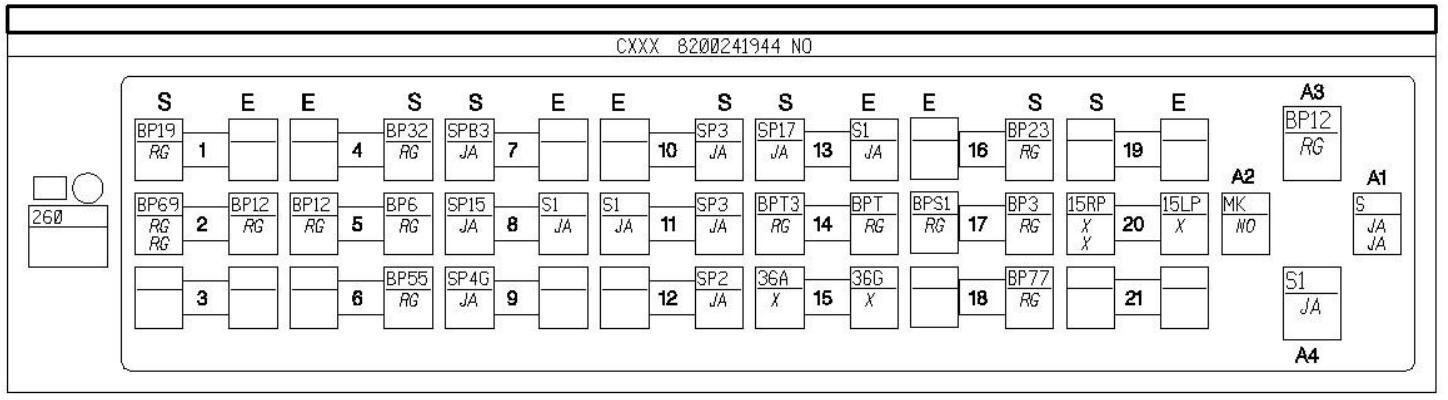 CXXX 8200241944 NO
S E E S S E E S S E E S S E A3
BP19 BP32 SPB3 SP3 SP17 S1 BP23 BP12
RG 1 4 RG JA 7 10 JA JA 13 JA 16 RG 19 RG
A2 A1
260 BP69 BP12 BP12 BP6 SP15 S1 S1 SP3 BPT3 BPT BPS1 BP3 15RP 15LP MK S
RG 2 RG RG 5 RG JA 8 JA JA 11 JA RG 14 RG RG 17 RG X 20 X NO JA
RG X JA
BP55 SP4G SP2 36A 36G BP77 S1
3 6 RG JA 9 12 JA X 15 X 18 RG 21 JA
A4